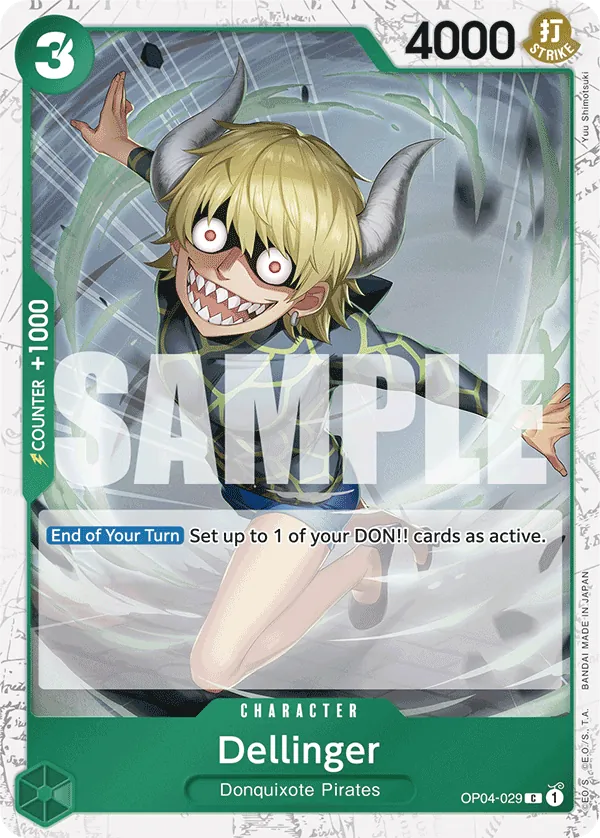 3
4000
打
STRIKE
Yuu Shimotsuki
COUNTER +1000
SAMPLE
End of Your Turn Set up to 1 of your DON!! cards as active.
BANDAI MADE IN JAPAN
©E.O./S., T.A.
©E.O.
CHARACTER
Dellinger
Donquixote Pirates
OP04-029 C 1